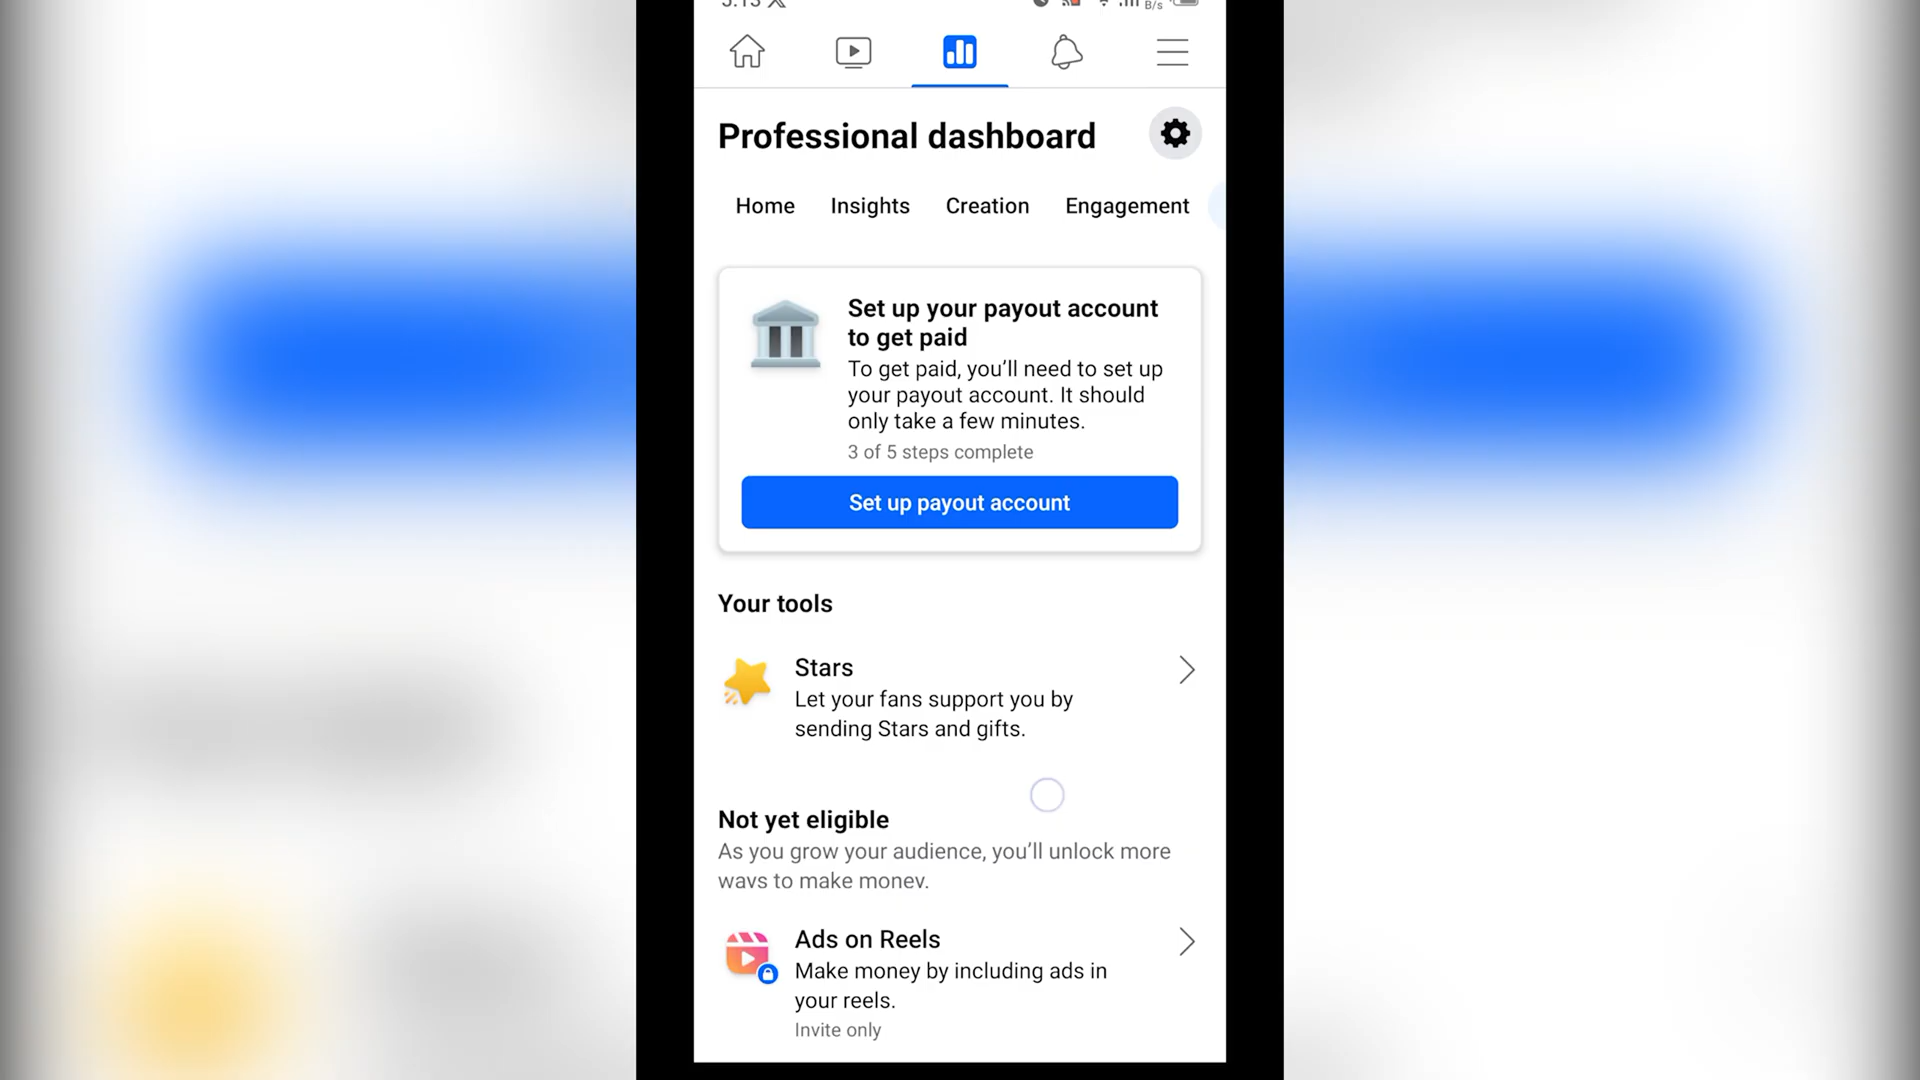 5:13
B/s
Professional dashboard
Home Insights Creation Engagement
Set up your payout account
to get paid
To get paid, you’ll need to set up
your payout account. It should
only take a few minutes.
3 of 5 steps complete
Set up payout account
Your tools
Stars
Let your fans support you by
sending Stars and gifts.
Not yet eligible
As you grow your audience, you’ll unlock more
ways to make money.
Ads on Reels
Make money by including ads in
your reels.
Invite only